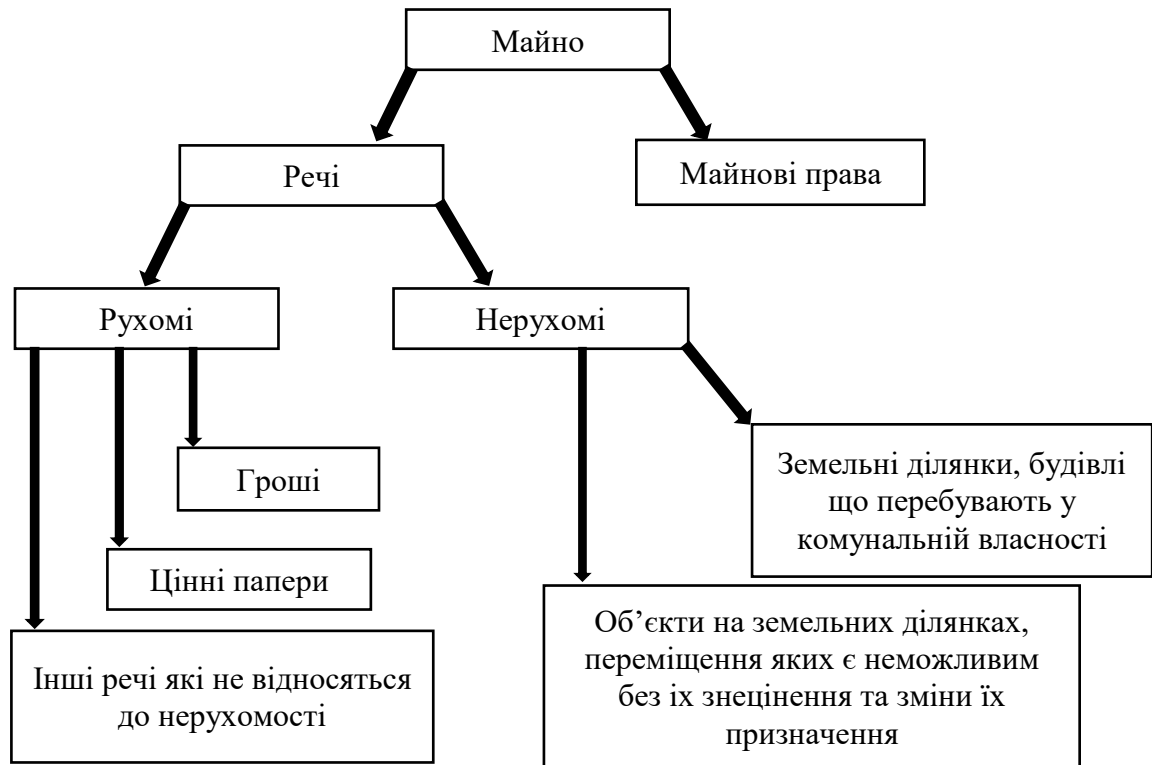 Майно
Речі
Майнові права
Рухомі
Нерухомі
Гроші
Земельні ділянки, будівлі
що перебувають у
комунальній власності
Цінні папери
Об’єкти на земельних ділянках,
переміщення яких є неможливим
без іх знецінення та зміни їх
призначення
Інші речі які не відносяться
до нерухомості